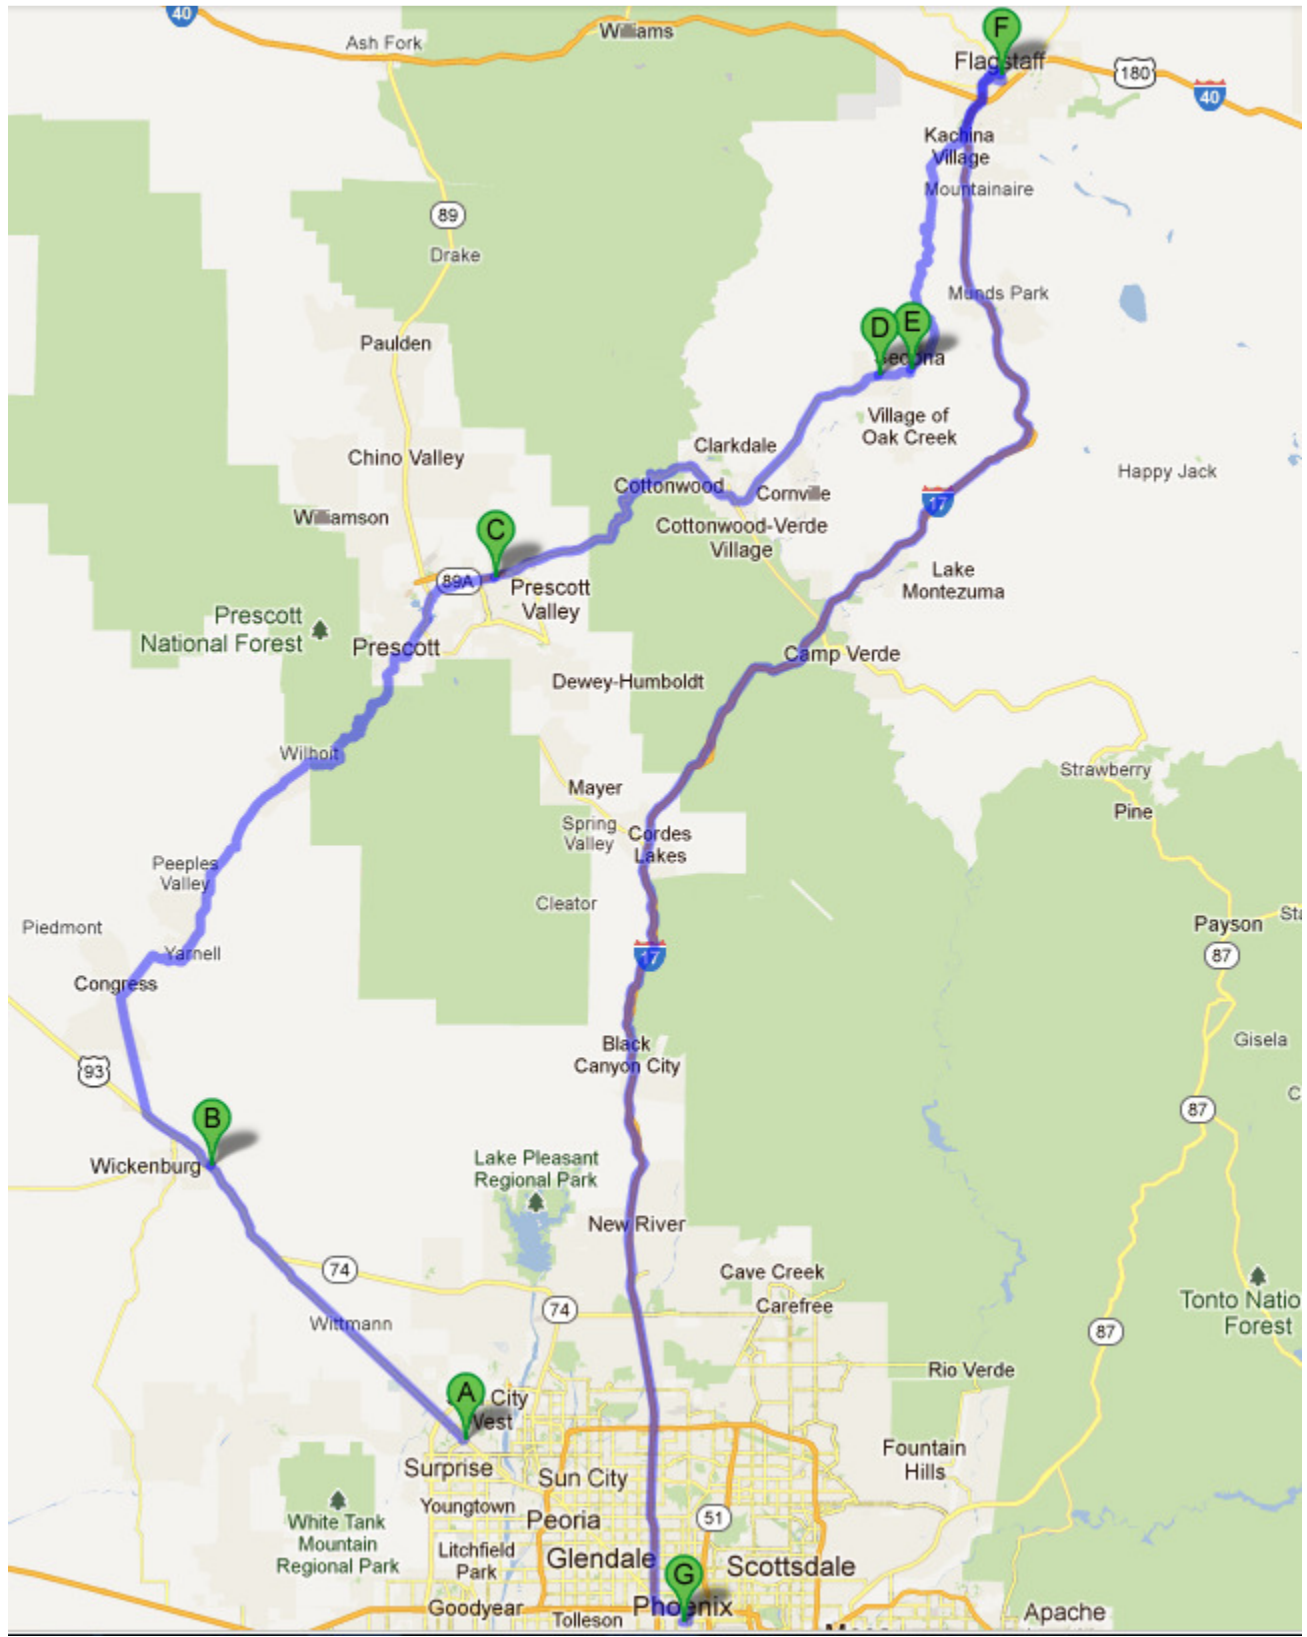 40
Ash Fork
Williams
F
Flagstaff
180
40
Kachina
Village
Mountainaire
89
Drake
Munds Park
Paulden
D
E
Sedona
Village of
Oak Creek
Clarkdale
Chino Valley
Happy Jack
Cottonwood
Cornville
17
Williamson
Cottonwood-Verde
Village
C
89A
Prescott
Valley
Lake
Montezuma
Prescott
National Forest
Prescott
Camp Verde
Dewey-Humboldt
Wilhoit
Strawberry
Mayer
Pine
Spring
Valley
Cordes
Lakes
Peeples
Valley
Cleator
Piedmont
Payson
Sta
Yarnell
87
17
Congress
Black
Canyon City
Gisela
93
C
87
B
Wickenburg
Lake Pleasant
Regional Park
New River
74
Cave Creek
74
Carefree
Tonto Natio
Forest
Wittmann
87
Rio Verde
A
City
West
Surprise
Sun City
Fountain
Hills
Youngtown
Peoria
51
White Tank
Mountain
Regional Park
Litchfield
Park
Glendale
Scottsdale
G
Goodyear
Tolleson
Phoenix
Apache